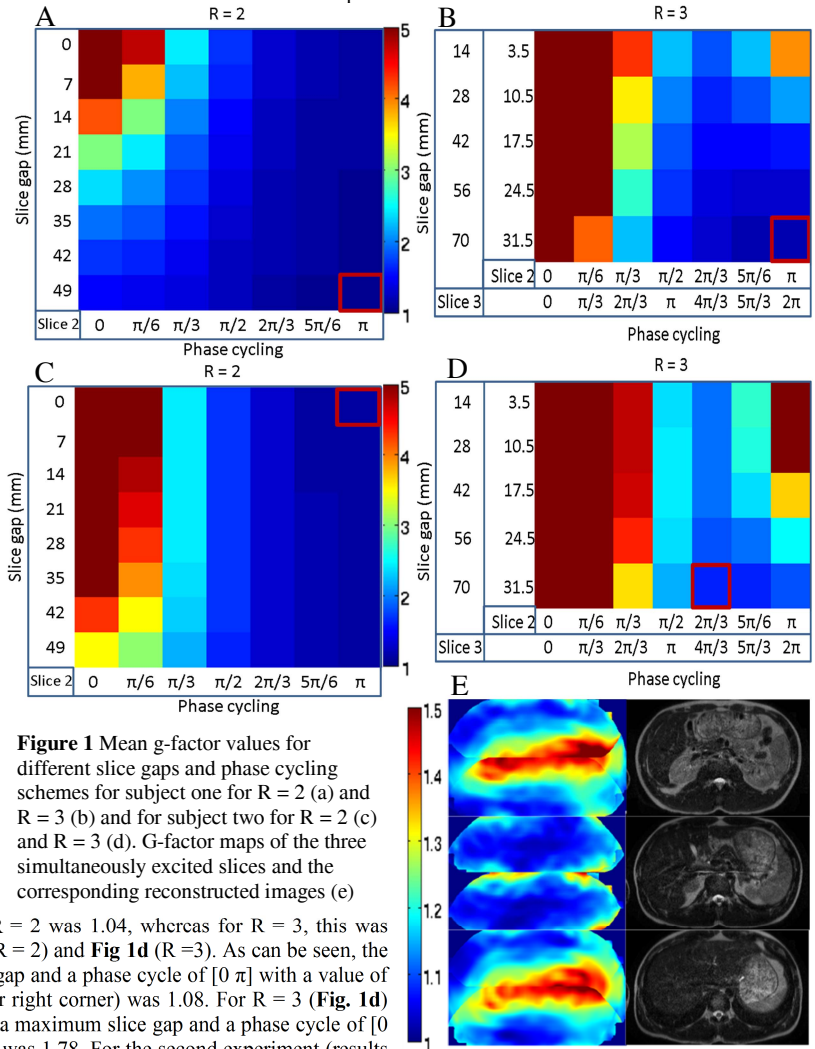 A
R = 2
Slice gap (mm)
0
7
14
21
28
35
42
49
Slice 2 0 π/6 π/3 π/2 2π/3 5π/6 π
Phase cycling
5
4
3
2
1
B
R = 3
Slice gap (mm)
14 3.5
28 10.5
42 17.5
56 24.5
70 31.5
Slice 2 0 π/6 π/3 π/2 2π/3 5π/6 π
Slice 3 0 π/3 2π/3 π 4π/3 5π/3 2π
Phase cycling
C
R = 2
Slice gap (mm)
0
7
14
21
28
35
42
49
Slice 2 0 π/6 π/3 π/2 2π/3 5π/6 π
Phase cycling
5
4
3
2
1
D
R = 3
Slice gap (mm)
14 3.5
28 10.5
42 17.5
56 24.5
70 31.5
Slice 2 0 π/6 π/3 π/2 2π/3 5π/6 π
Slice 3 0 π/3 2π/3 π 4π/3 5π/3 2π
Phase cycling
E
1.5
1.4
1.3
1.2
1.1
1
Figure 1 Mean g-factor values for
different slice gaps and phase cycling
schemes for subject one for R = 2 (a) and
R = 3 (b) and for subject two for R = 2 (c)
and R = 3 (d). G-factor maps of the three
simultaneously excited slices and the
corresponding reconstructed images (e)
R = 2 was 1.04, whereas for R = 3, this was
R = 2) and Fig 1d (R =3). As can be seen, the
gap and a phase cycle of [0 π] with a value of
r right corner) was 1.08. For R = 3 (Fig. 1d)
a maximum slice gap and a phase cycle of [0
was 1.78. For the second experiment (results